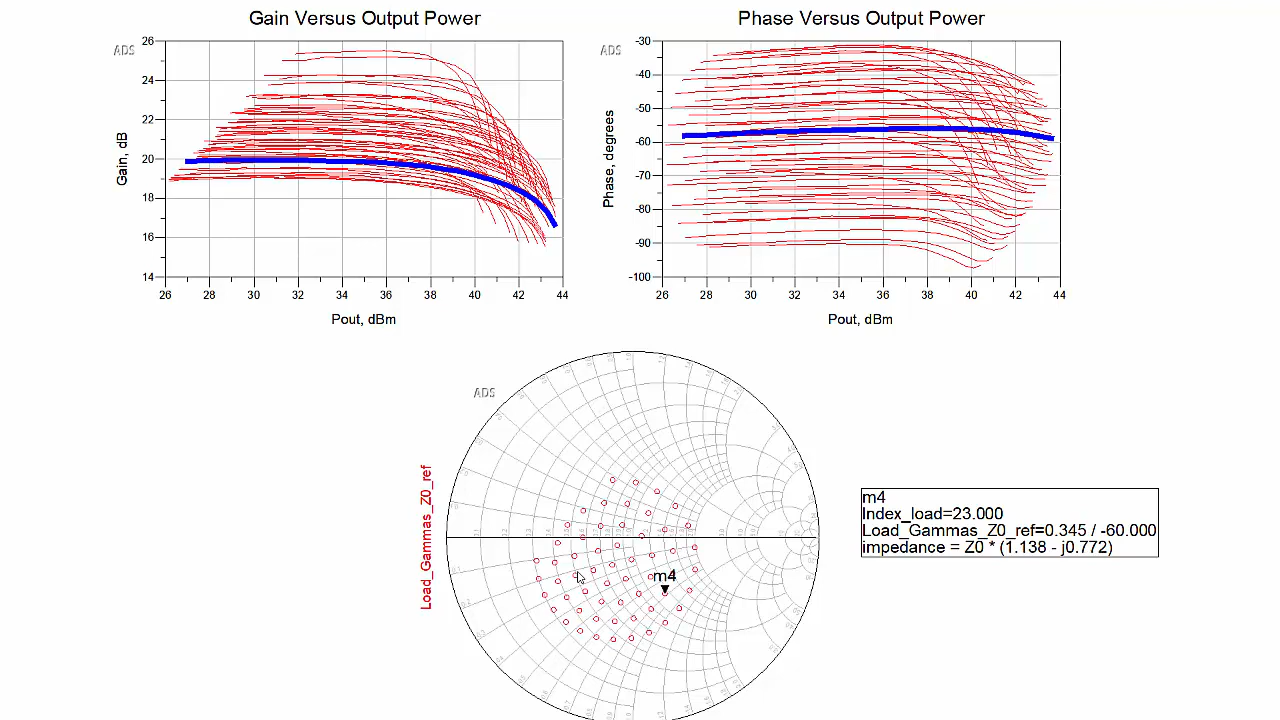 Gain Versus Output Power
Phase Versus Output Power
ADS
ADS
26
24
22
20
18
16
14
Gain, dB
26
28
30
32
34
36
38
40
42
44
Pout, dBm
-30
-40
-50
-60
-70
-80
-90
-100
Phase, degrees
26
28
30
32
34
36
38
40
42
44
Pout, dBm
ADS
Load_Gammas_Z0_ref
m4
m4
Index_load=23.000
Load_Gammas_Z0_ref=0.345 / -60.000
impedance = Z0 * (1.138 - j0.772)